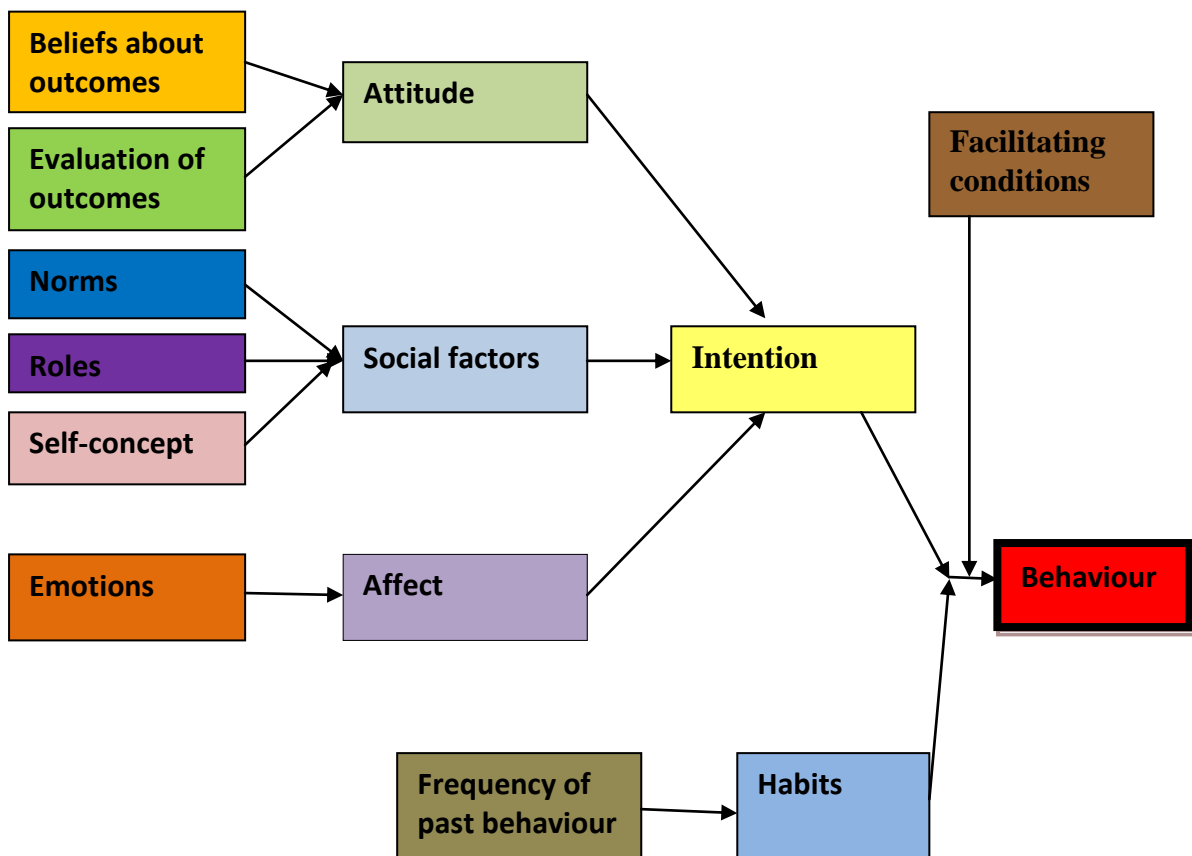 Beliefs about
outcomes
Attitude
Evaluation of
outcomes
Facilitating
conditions
Norms
Roles
Social factors
Intention
Self-concept
Emotions
Affect
Behaviour
Frequency of
past behaviour
Habits